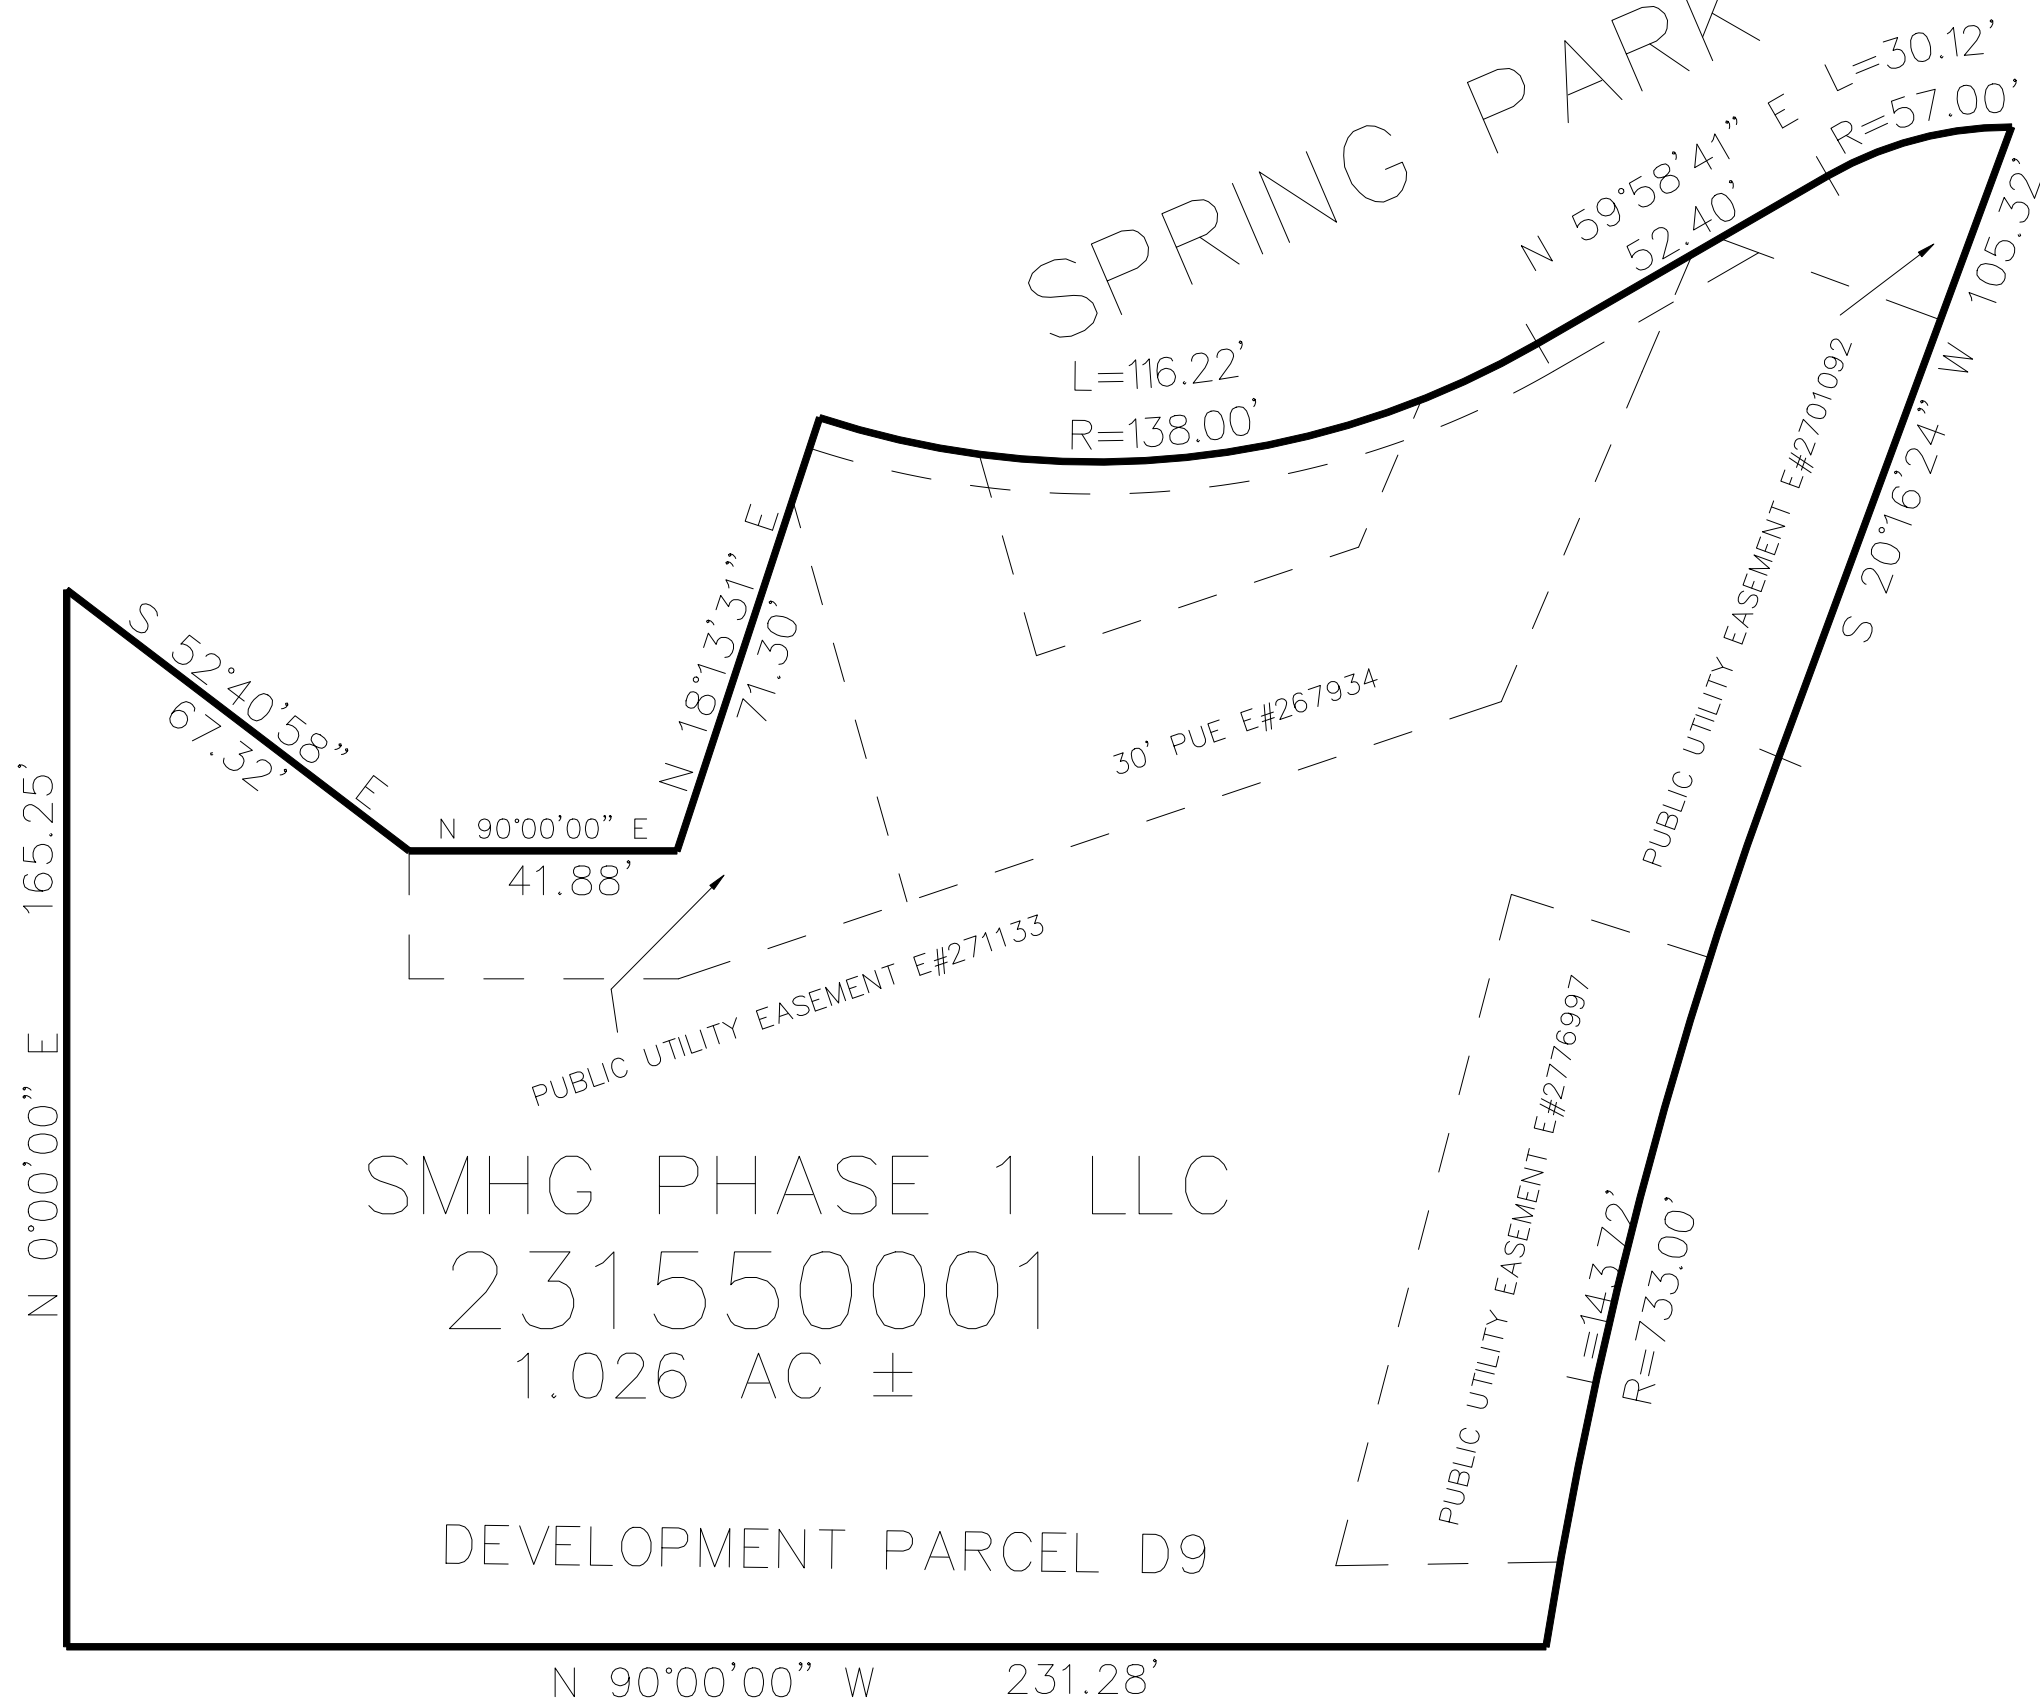 SPRING PARK
L=30.12'
R=57.00'
N 59°58'41" E
52.40'
L=116.22'
R=138.00'
S 20°16'24" W 105.32'
N 18°13'31" E
71.30'
S 52°40'58" E
67.32'
N 90°00'00" E
41.88'
N 0°00'00" E 165.25'
30' PUE E#267934
PUBLIC UTILITY EASEMENT E#2701092
PUBLIC UTILITY EASEMENT E#271133
PUBLIC UTILITY EASEMENT E#2776997
L=143.72'
R=733.00'
SMHG PHASE 1 LLC
231550001
1.026 AC ±
DEVELOPMENT PARCEL D9
N 90°00'00" W 231.28'